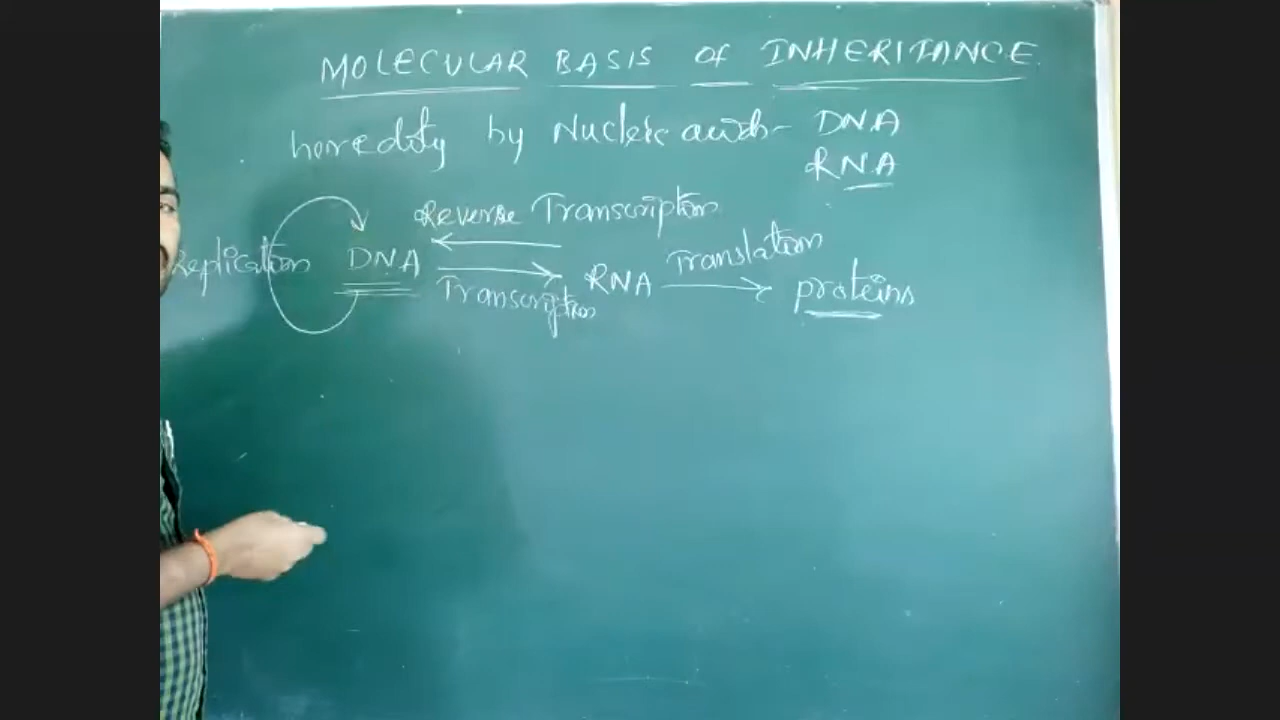 MOLECULAR BASIS OF INHERITANCE
heredity by Nucleic acids - DNA
RNA
Reverse Transcription
Replication DNA RNA Translation proteins
Transcription